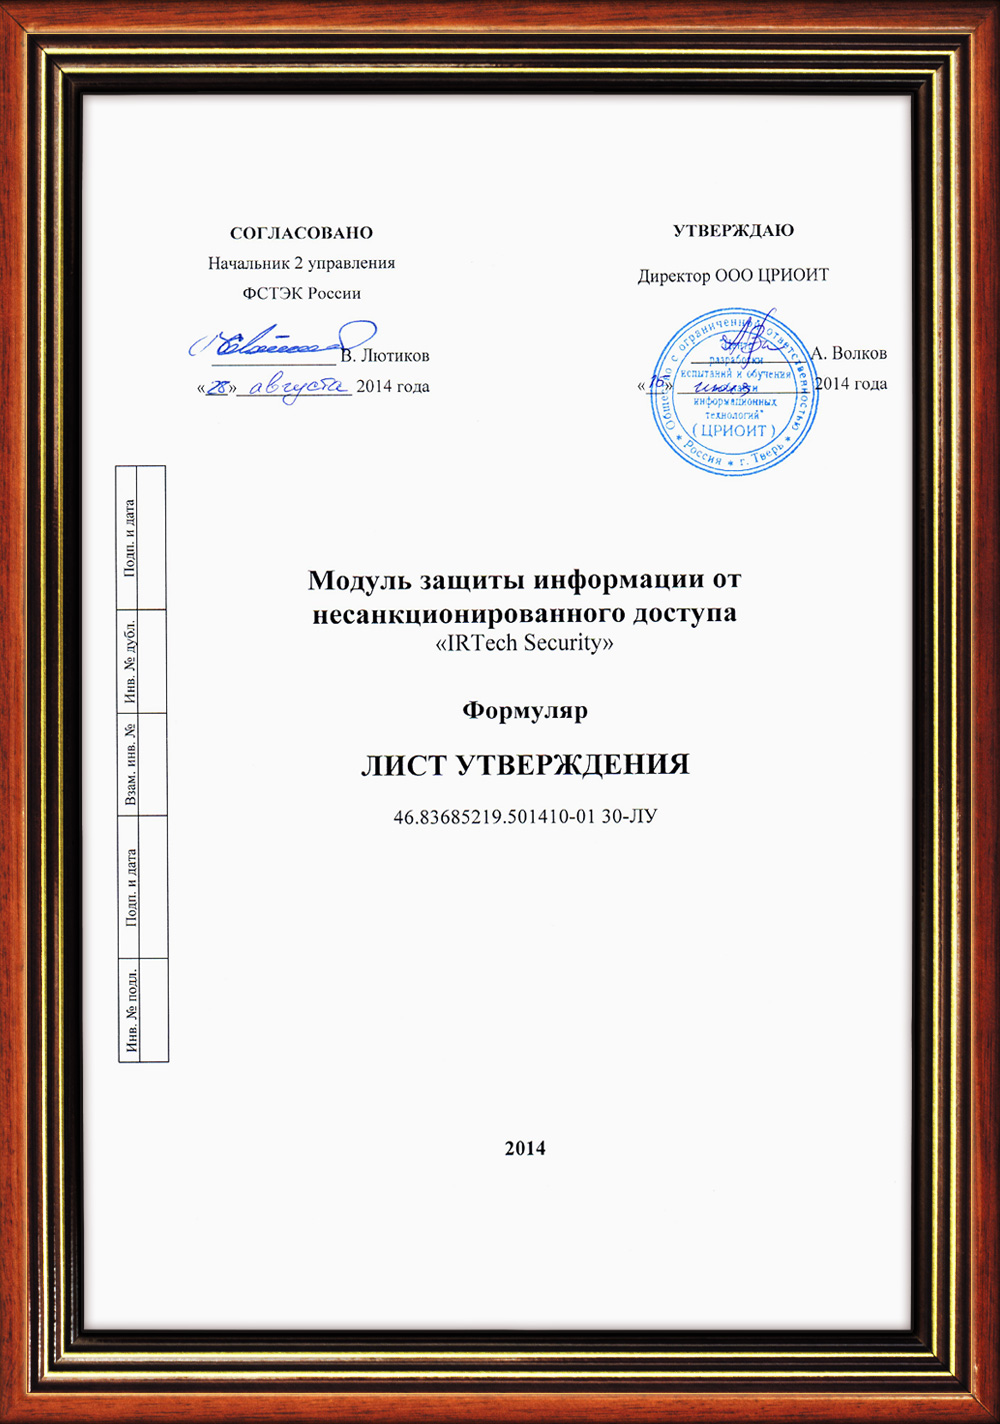 СОГЛАСОВАНО
Начальник 2 управления
ФСТЭК России
В. Лютиков
«28» августа 2014 года
УТВЕРЖДАЮ
Директор ООО ЦРИОИТ
А. Волков
«16» июля 2014 года
Общество с ограниченной ответственностью
разработки
испытаний и обучения
информационных
технологий"
(ЦРИОИТ)
* Россия * г. Тверь *
Подп. и дата
Инв. № дубл.
Взам. инв. №
Подп. и дата
Инв. № подл.
Модуль защиты информации от
несанкционированного доступа
«IRTech Security»
Формуляр
ЛИСТ УТВЕРЖДЕНИЯ
46.83685219.501410-01 30-ЛУ
2014